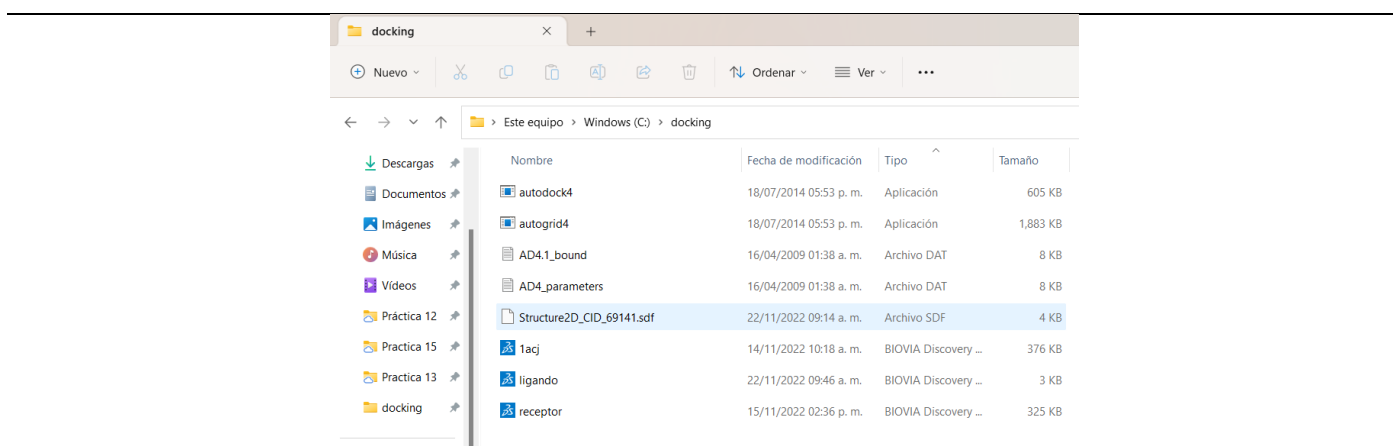 docking
Nuevo
Ordenar
Ver
Este equipo > Windows (C:) > docking
Descargas
Documentos
Imágenes
Música
Vídeos
Práctica 12
Practica 15
Practica 13
docking
Nombre Fecha de modificación Tipo Tamaño
autodock4 18/07/2014 05:53 p. m. Aplicación 605 KB
autogrid4 18/07/2014 05:53 p. m. Aplicación 1,883 KB
AD4.1_bound 16/04/2009 01:38 a. m. Archivo DAT 8 KB
AD4_parameters 16/04/2009 01:38 a. m. Archivo DAT 8 KB
Structure2D_CID_69141.sdf 22/11/2022 09:14 a. m. Archivo SDF 4 KB
1acj 14/11/2022 10:18 a. m. BIOVIA Discovery ... 376 KB
ligando 22/11/2022 09:46 a. m. BIOVIA Discovery ... 3 KB
receptor 15/11/2022 02:36 p. m. BIOVIA Discovery ... 325 KB